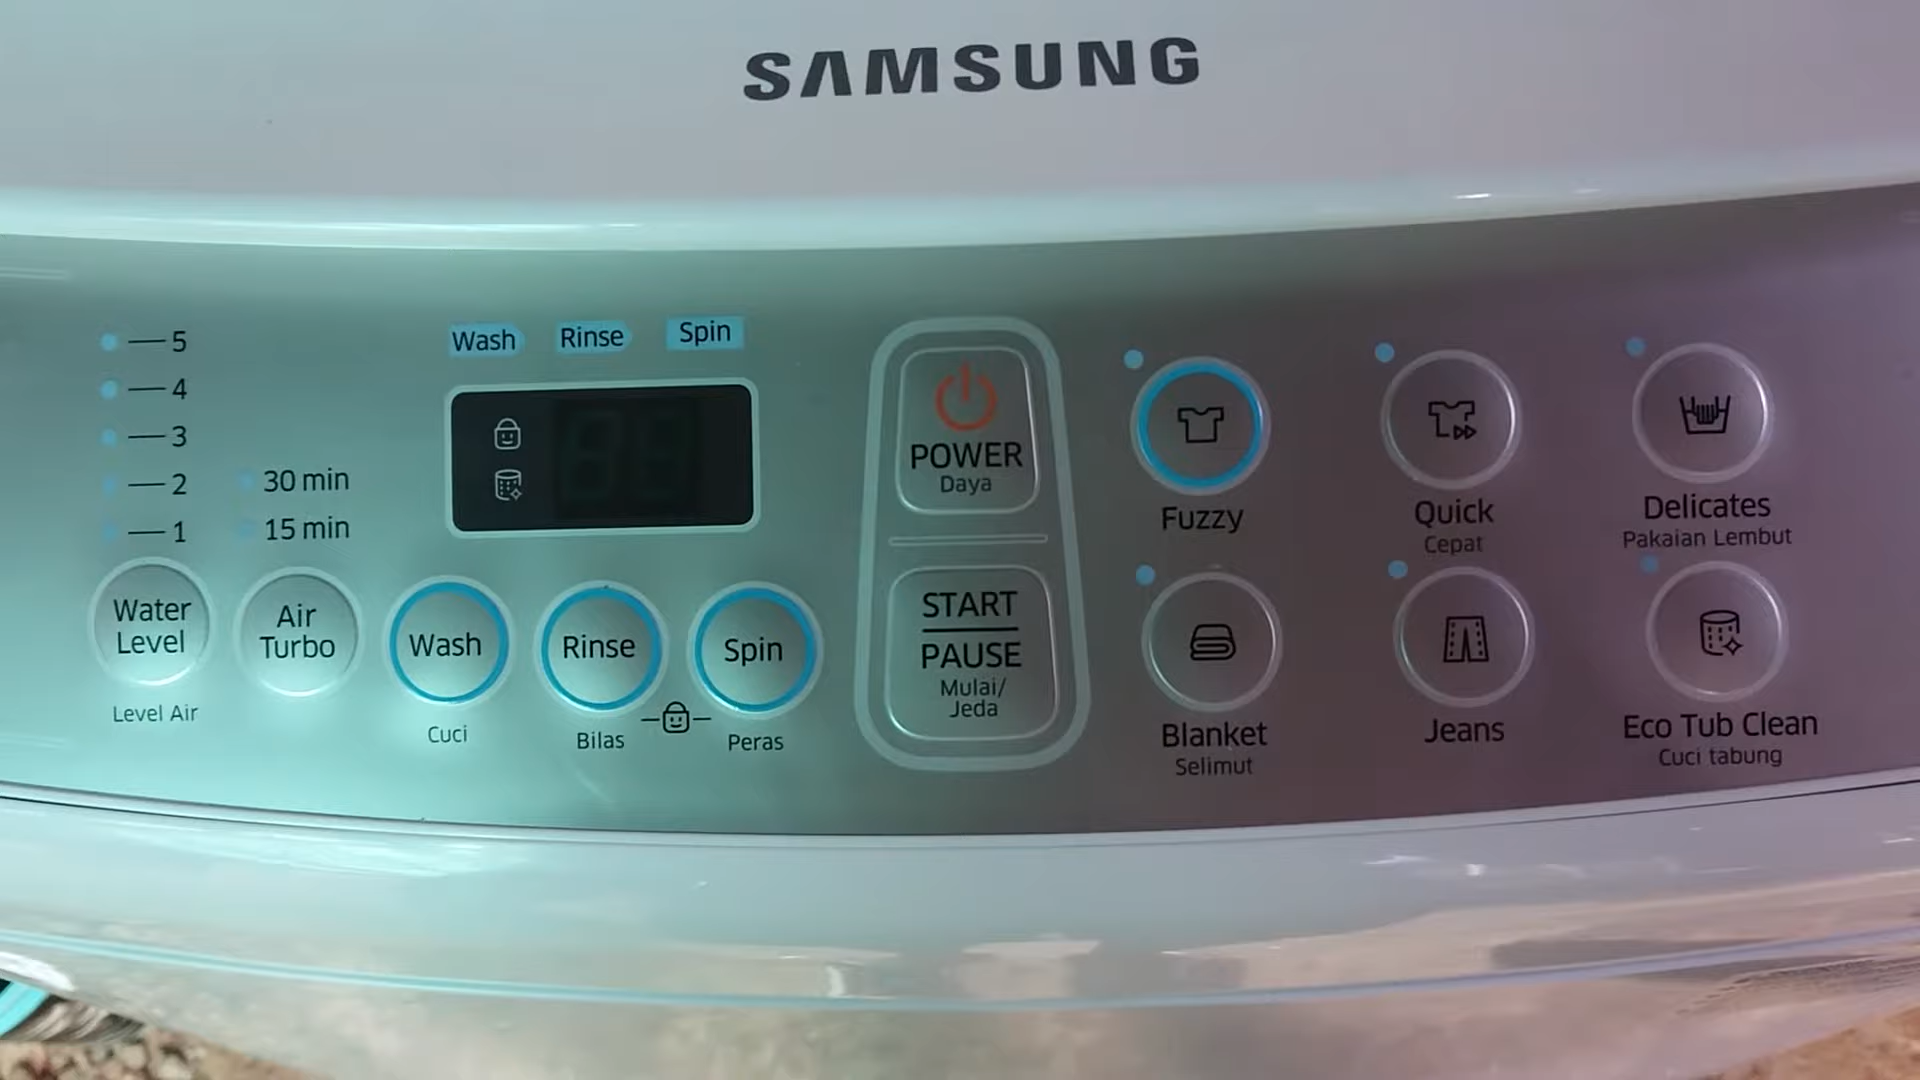 SAMSUNG
5
4
3
2
1
30 min
15 min
Water
Level
Level Air
Air
Turbo
Wash
Rinse
Spin
Wash
Cuci
Rinse
Bilas
Spin
Peras
POWER
Daya
START
PAUSE
Mulai/
Jeda
Fuzzy
Quick
Cepat
Delicates
Pakaian Lembut
Blanket
Selimut
Jeans
Eco Tub Clean
Cuci tabung